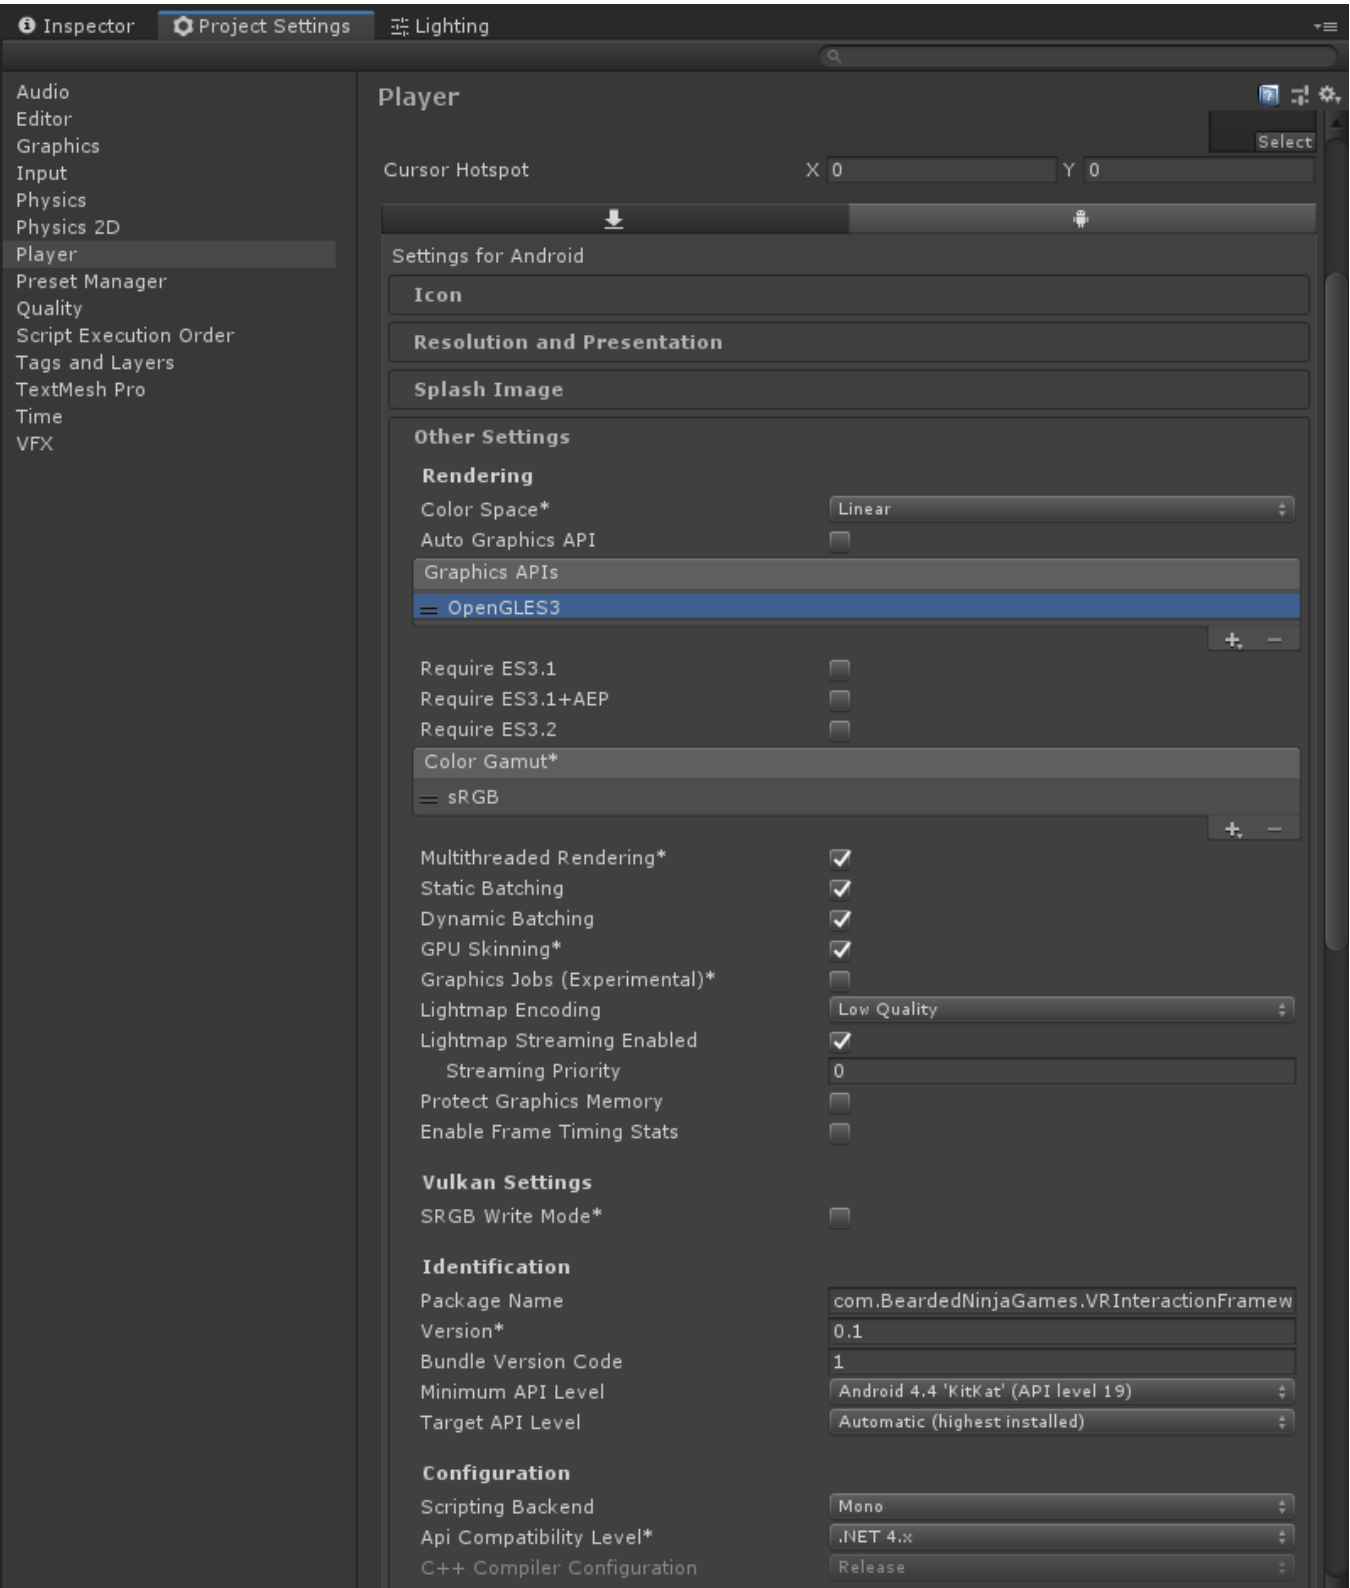 Inspector
Project Settings
Lighting
Audio
Editor
Graphics
Input
Physics
Physics 2D
Player
Preset Manager
Quality
Script Execution Order
Tags and Layers
TextMesh Pro
Time
VFX
Player
Select
Cursor Hotspot X 0 Y 0
Settings for Android
Icon
Resolution and Presentation
Splash Image
Other Settings
Rendering
Color Space* Linear
Auto Graphics API
Graphics APIs
OpenGLES3
Require ES3.1
Require ES3.1+AEP
Require ES3.2
Color Gamut*
sRGB
Multithreaded Rendering*
Static Batching
Dynamic Batching
GPU Skinning*
Graphics Jobs (Experimental)*
Lightmap Encoding Low Quality
Lightmap Streaming Enabled
Streaming Priority 0
Protect Graphics Memory
Enable Frame Timing Stats
Vulkan Settings
SRGB Write Mode*
Identification
Package Name com.BeardedNinjaGames.VRInteractionFramew
Version* 0.1
Bundle Version Code 1
Minimum API Level Android 4.4 'KitKat' (API level 19)
Target API Level Automatic (highest installed)
Configuration
Scripting Backend Mono
Api Compatibility Level* .NET 4.x
C++ Compiler Configuration Release